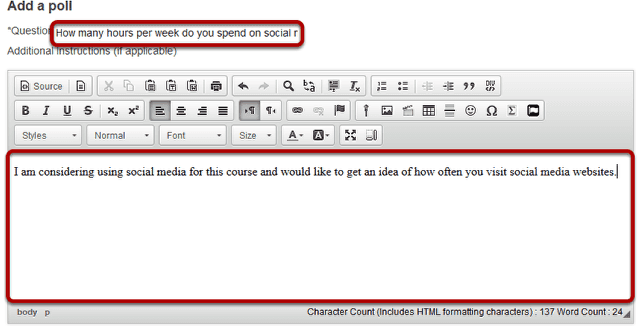 Add a poll
*Question How many hours per week do you spend on social r
Additional Instructions (if applicable)
Source
B I U S x₂ x² ¶ ¶ Ω Σ
Styles Normal Font Size A A
I am considering using social media for this course and would like to get an idea of how often you visit social media websites.
body p Character Count (Includes HTML formatting characters) : 137 Word Count : 24